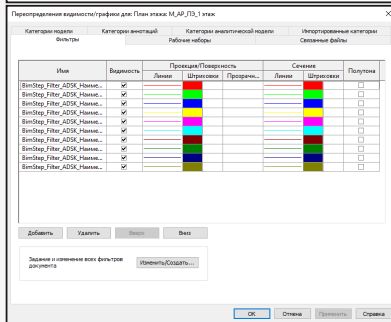 Переопределения видимости/графики для: План этажа: М_АР_ПЭ_1 этаж
Категории модели Категории аннотаций Категории аналитической модели Импортированные категории
Фильтры Рабочие наборы Связанные файлы
Имя Видимость Проекция/Поверхность Сечение Полутона
Линии Штриховки Прозрачн... Линии Штриховки
BimStep_Filter_ADSK_Наиме...
BimStep_Filter_ADSK_Наиме...
BimStep_Filter_ADSK_Наиме...
BimStep_Filter_ADSK_Наиме...
BimStep_Filter_ADSK_Наиме...
BimStep_Filter_ADSK_Наиме...
BimStep_Filter_ADSK_Наиме...
BimStep_Filter_ADSK_Наиме...
BimStep_Filter_ADSK_Наиме...
BimStep_Filter_ADSK_Наиме...
Добавить Удалить Вверх Вниз
Задание и изменение всех фильтров
документа
Изменить/Создать...
ОК Отмена Применить Справка